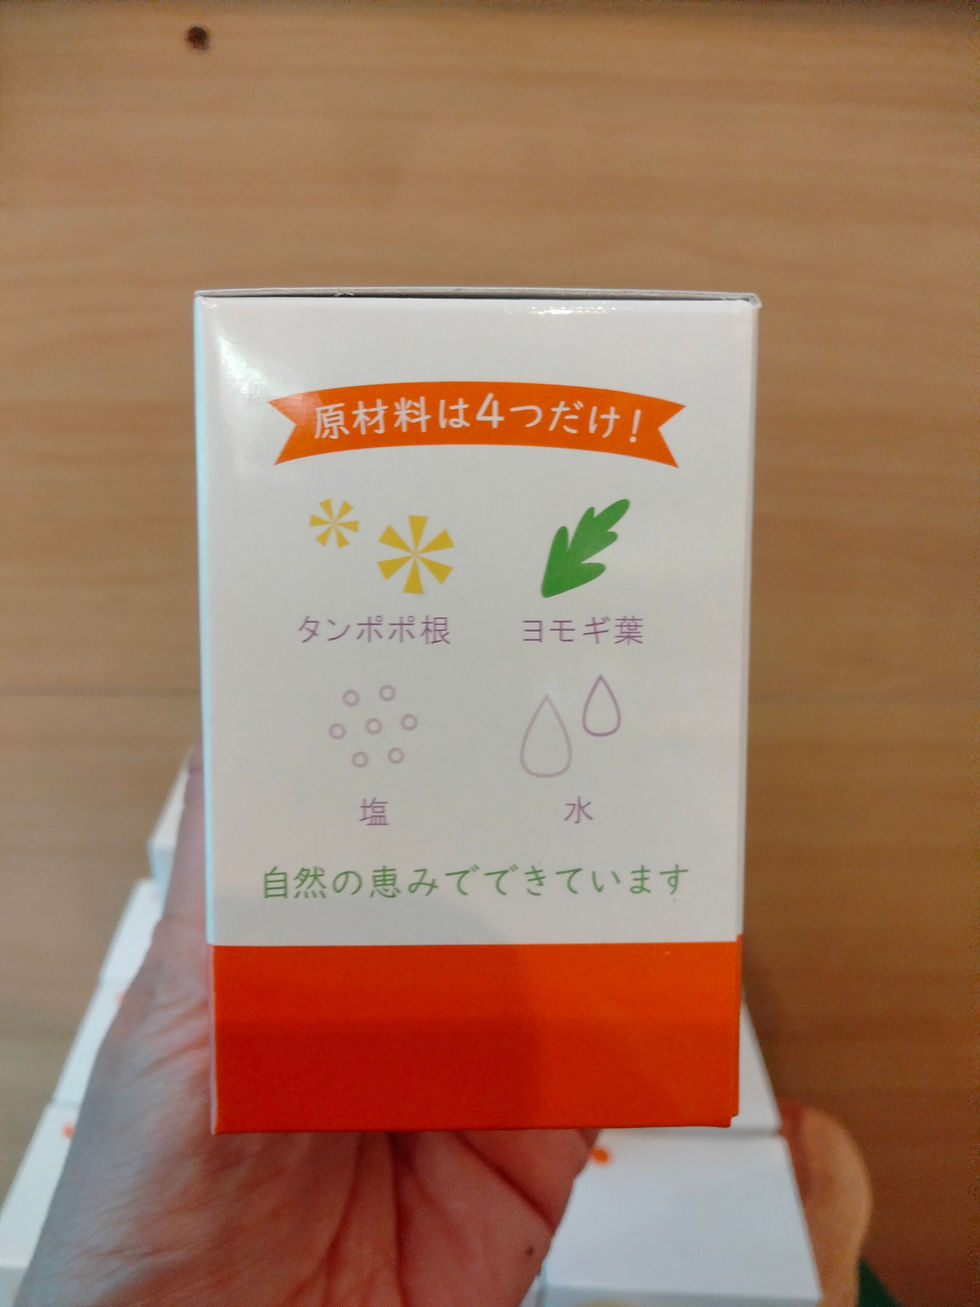 原材料は4つだけ!
タンポポ根
ヨモギ葉
塩
水
自然の恵みでできています